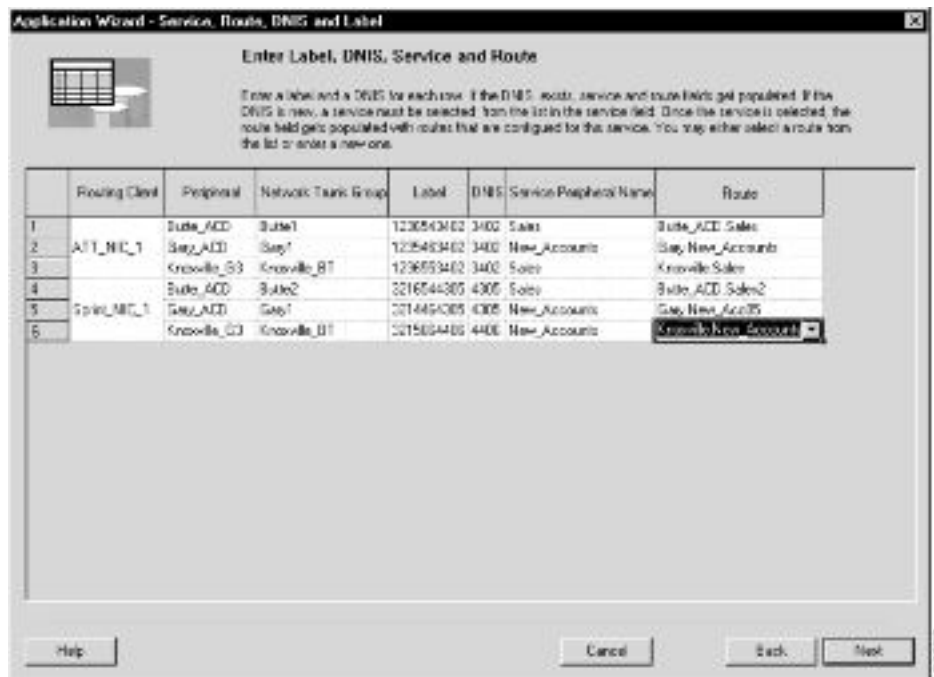 Application Wizard - Service, Route, DNIS and Label
Enter Label, DNIS, Service and Route
Enter a label and a DNIS for each row. If the DNIS exists, service and route fields get populated. If the
DNIS is new, a service must be selected from the list in the service field. Once the service is selected, the
route field gets populated with routes that are configured for this service. You may either select a route from
the list or enter a new one.
Routing Client Peripheral Network Trunk Group Label DNIS Service Peripheral Name Route
1 Butte_ACD Butte1 3402 Sales Butte_ACD.Sales
2 ATT_NIC_1 Gary_ACD Gary1 3402 New_Accounts Gary.New_Accounts
3 Knoxville_G3 Knoxville_BT 3402 Sales Knoxville.Sales
4 Butte_ACD Butte2 3216544305 4305 Sales Butte_ACD.Sales2
5 Sprint_NIC_1 Gary_ACD Gary1 4305 New_Accounts
6 Knoxville_G3 Knoxville_BT New_Accounts Knoxville.New_Accounts
Help Cancel Back Next